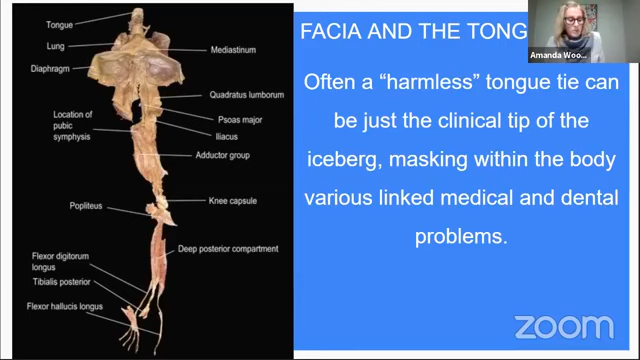 FACIA AND THE TONG
Amanda Woo...
Often a “harmless” tongue tie can
be just the clinical tip of the
iceberg, masking within the body
various linked medical and dental
problems.
Tongue
Lung
Mediastinum
Diaphragm
Quadratus lumborum
Location of
pubic
symphysis
Psoas major
Iliacus
Adductor group
Knee capsule
Popliteus
Deep posterior compartment
Flexor digitorum
longus
Tibialis posterior
Flexor hallucis longus
zoom